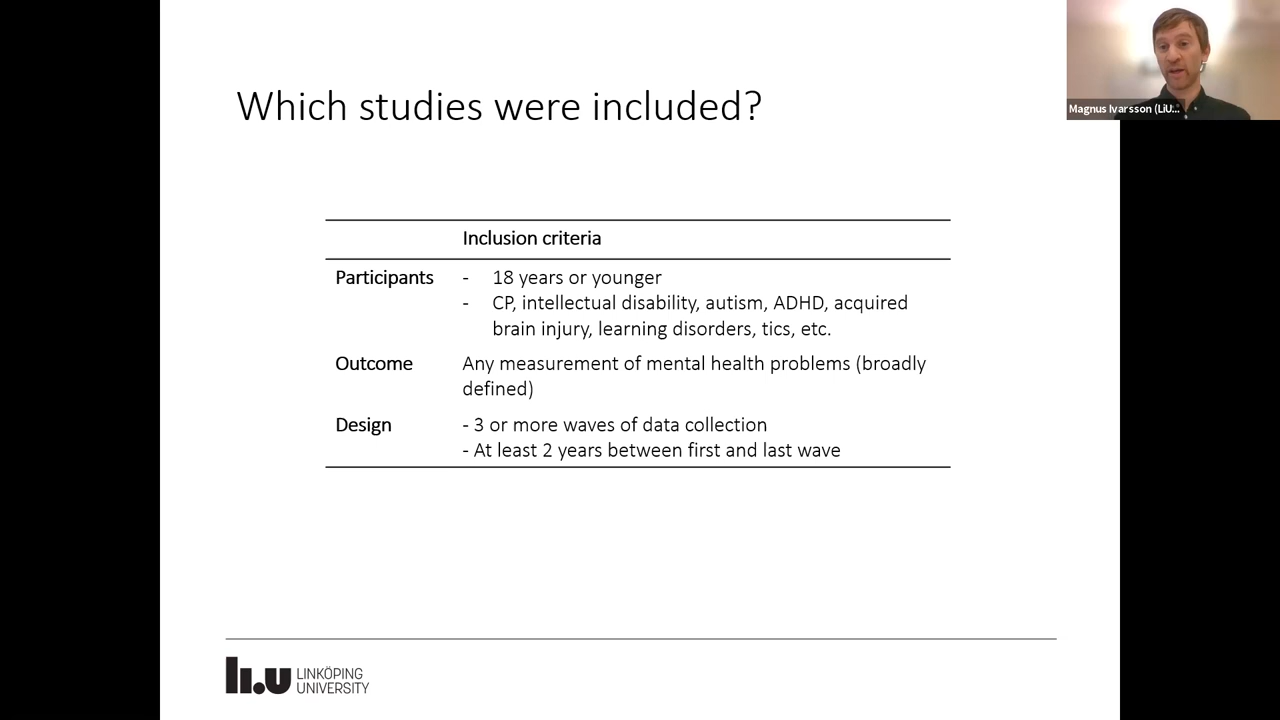 Magnus Ivarsson (LiU...
Which studies were included?
Inclusion criteria
Participants - 18 years or younger
- CP, intellectual disability, autism, ADHD, acquired
brain injury, learning disorders, tics, etc.
Outcome Any measurement of mental health problems (broadly
defined)
Design - 3 or more waves of data collection
- At least 2 years between first and last wave
li.u LINKÖPING
UNIVERSITY